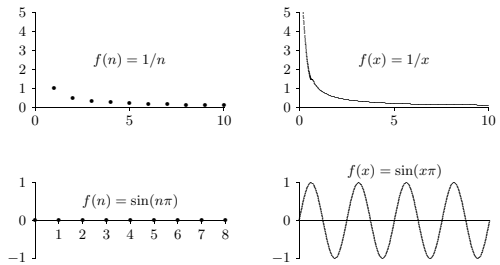 5
4
3
2
1
0
0 5 10
f(n) = 1/n
5
4
3
2
1
0
0 5 10
f(x) = 1/x
1
−1
f(n) = sin(nπ)
1 2 3 4 5 6 7 8
1
0
−1
f(x) = sin(xπ)